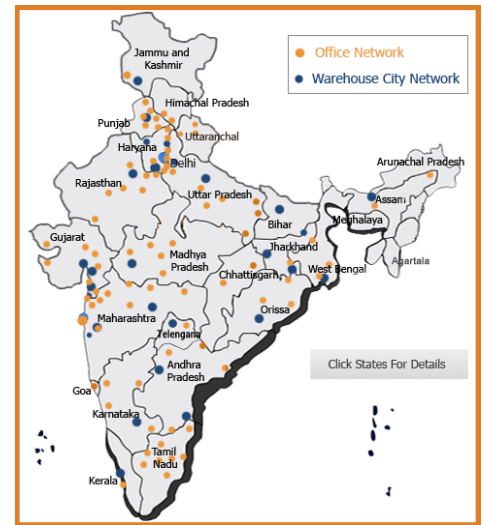 Jammu and
Kashmir
Office Network
Warehouse City Network
Himachal Pradesh
Punjab
Uttaranchal
Haryana
Delhi
Arunachal Pradesh
Rajasthan
Uttar Pradesh
Assam
Meghalaya
Bihar
Gujarat
Jharkhand
Madhya
Pradesh
Agartala
Chhattisgarh
West Bengal
Orissa
Maharashtra
Telengana
Click States For Details
Andhra
Pradesh
Goa
Karnataka
Tamil
Nadu
Kerala